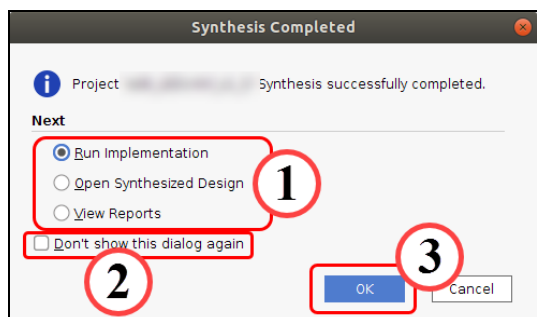 Synthesis Completed
Project Synthesis successfully completed.
Next
Run Implementation
Open Synthesized Design
View Reports
1
Don't show this dialog again
2
3
OK
Cancel